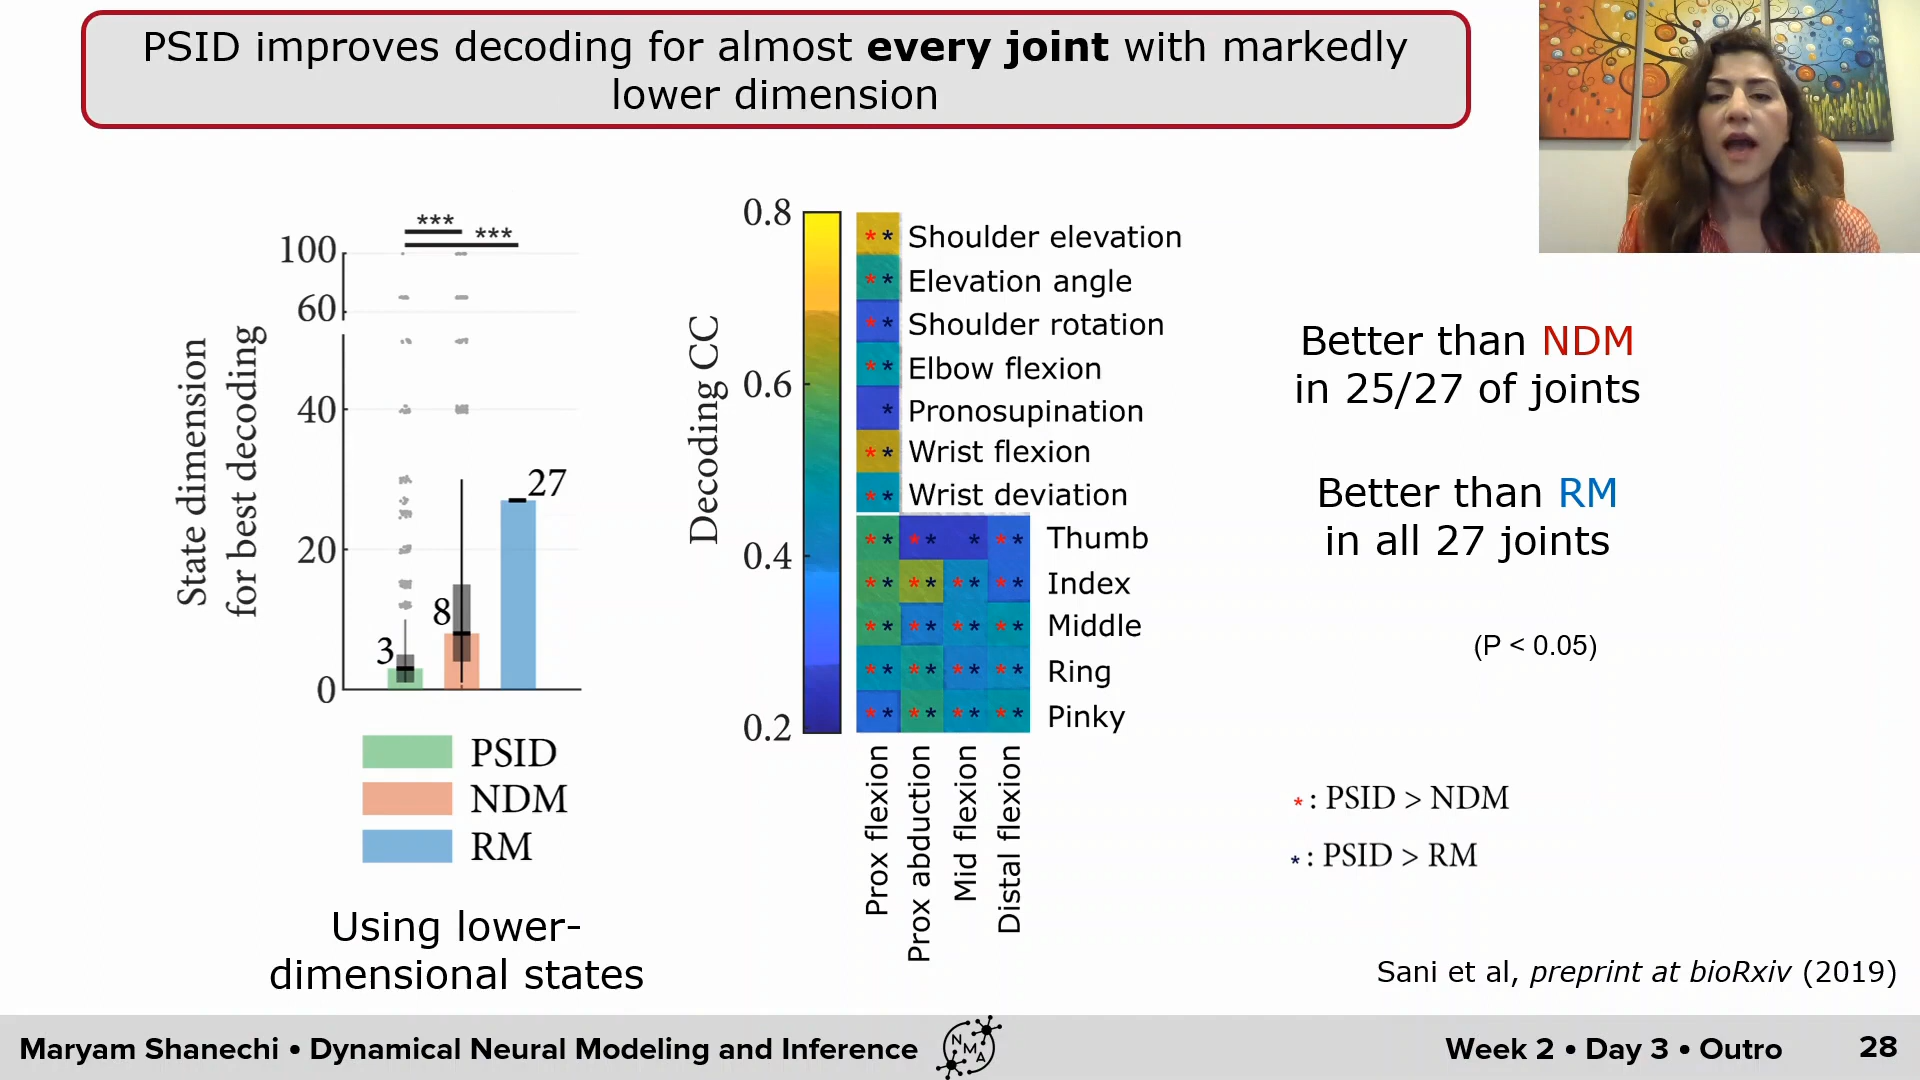 PSID improves decoding for almost every joint with markedly
lower dimension
State dimension
for best decoding
***
***
100
60
40
20
0
3
8
27
PSID
NDM
RM
Using lower-
dimensional states
Decoding CC
0.8
0.6
0.4
0.2
* * Shoulder elevation
* * Elevation angle
* * Shoulder rotation
* * Elbow flexion
* Pronosupination
* * Wrist flexion
* * Wrist deviation
* * * * * * * Thumb
* * * * * * * * Index
* * * * * * * * Middle
* * * * * * * * Ring
* * * * * * * * Pinky
Prox flexion
Prox abduction
Mid flexion
Distal flexion
Better than NDM
in 25/27 of joints
Better than RM
in all 27 joints
(P < 0.05)
* : PSID > NDM
* : PSID > RM
Sani et al, preprint at bioRxiv (2019)
Maryam Shanechi • Dynamical Neural Modeling and Inference
NMA
Week 2 • Day 3 • Outro
28